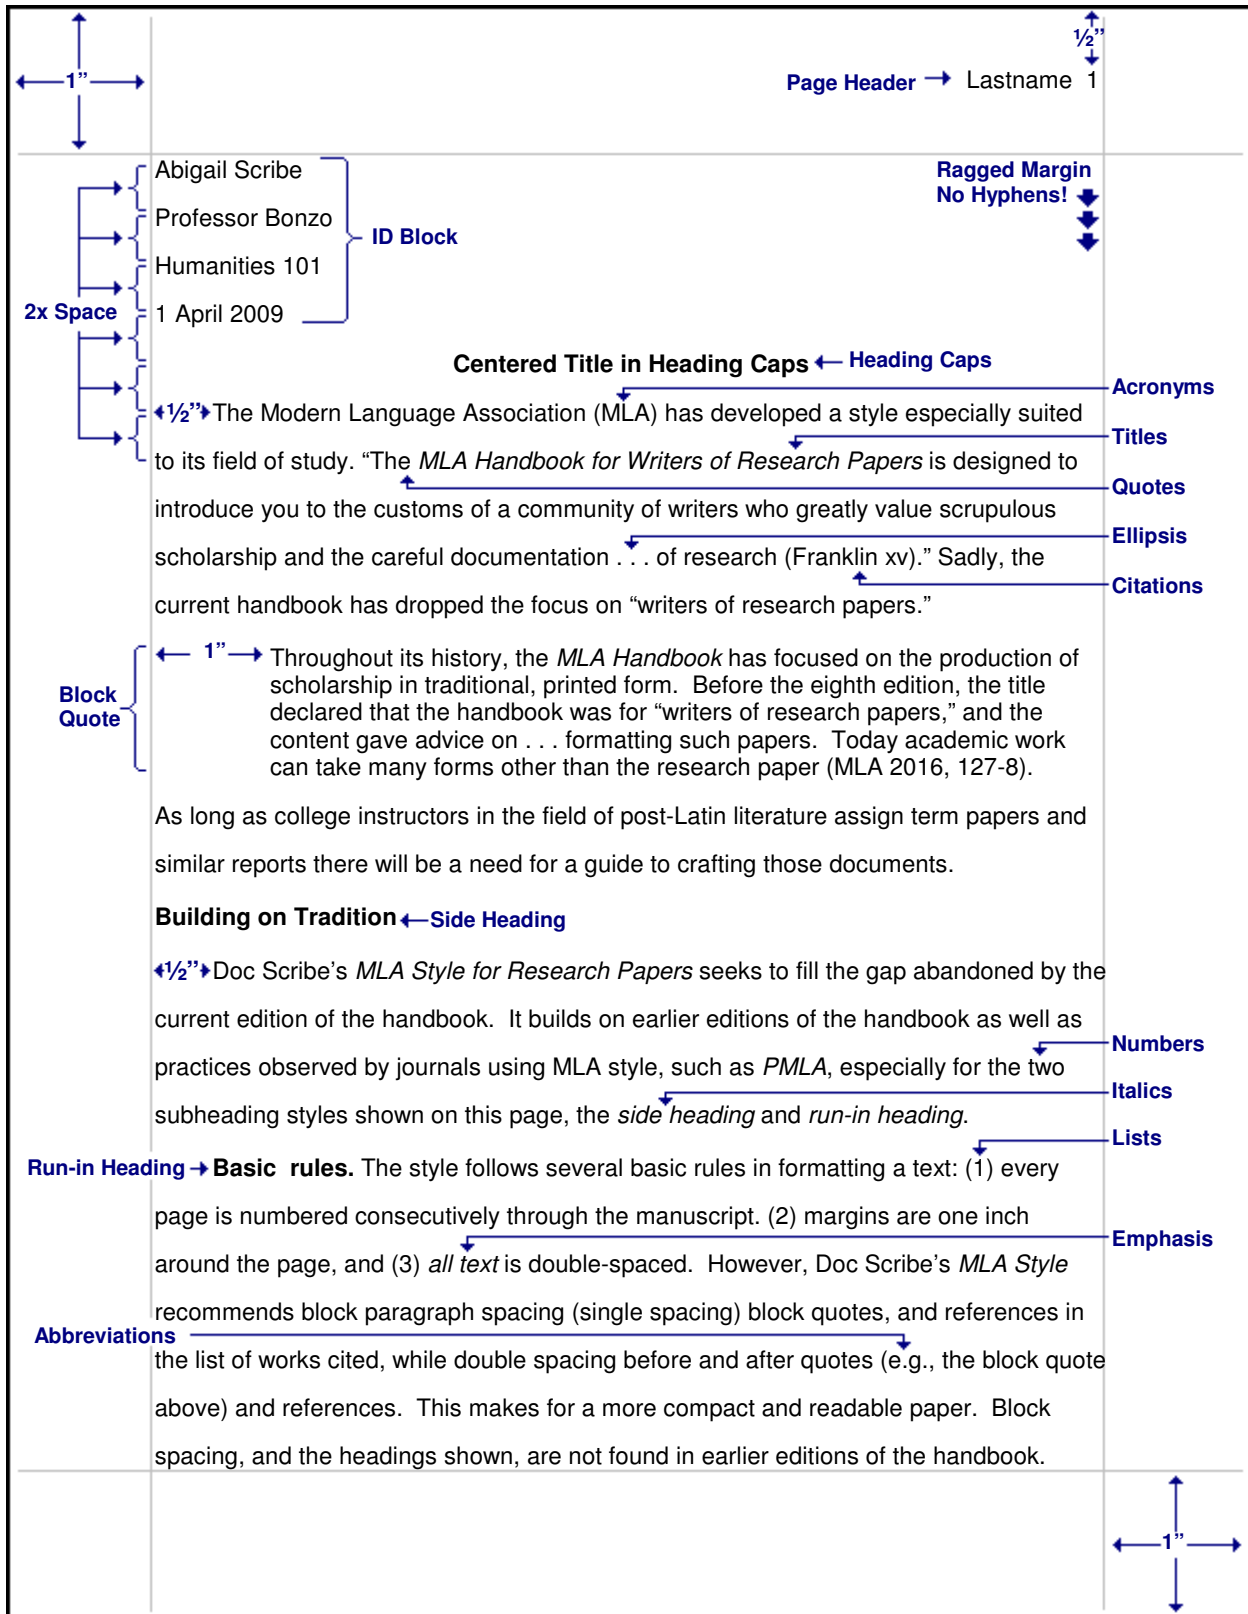 ½”
1”
Page Header Lastname 1
Abigail Scribe
Ragged Margin
No Hyphens!
Professor Bonzo
ID Block
Humanities 101
2x Space 1 April 2009
Centered Title in Heading Caps Heading Caps
Acronyms
½” The Modern Language Association (MLA) has developed a style especially suited
Titles
to its field of study. “The MLA Handbook for Writers of Research Papers is designed to
Quotes
introduce you to the customs of a community of writers who greatly value scrupulous
Ellipsis
scholarship and the careful documentation . . . of research (Franklin xv).” Sadly, the
Citations
current handbook has dropped the focus on “writers of research papers.”
1” Throughout its history, the MLA Handbook has focused on the production of
scholarship in traditional, printed form.  Before the eighth edition, the title
Block
Quote
declared that the handbook was for “writers of research papers,” and the
content gave advice on . . . formatting such papers.  Today academic work
can take many forms other than the research paper (MLA 2016, 127-8).
As long as college instructors in the field of post-Latin literature assign term papers and
similar reports there will be a need for a guide to crafting those documents.
Building on Tradition Side Heading
½” Doc Scribe’s MLA Style for Research Papers seeks to fill the gap abandoned by the
current edition of the handbook.  It builds on earlier editions of the handbook as well as
Numbers
practices observed by journals using MLA style, such as PMLA, especially for the two
Italics
subheading styles shown on this page, the side heading and run-in heading.
Lists
Run-in Heading Basic  rules. The style follows several basic rules in formatting a text: (1) every
page is numbered consecutively through the manuscript. (2) margins are one inch
Emphasis
around the page, and (3) all text is double-spaced.  However, Doc Scribe’s MLA Style
recommends block paragraph spacing (single spacing) block quotes, and references in
Abbreviations
the list of works cited, while double spacing before and after quotes (e.g., the block quote
above) and references.  This makes for a more compact and readable paper.  Block
spacing, and the headings shown, are not found in earlier editions of the handbook.
1”